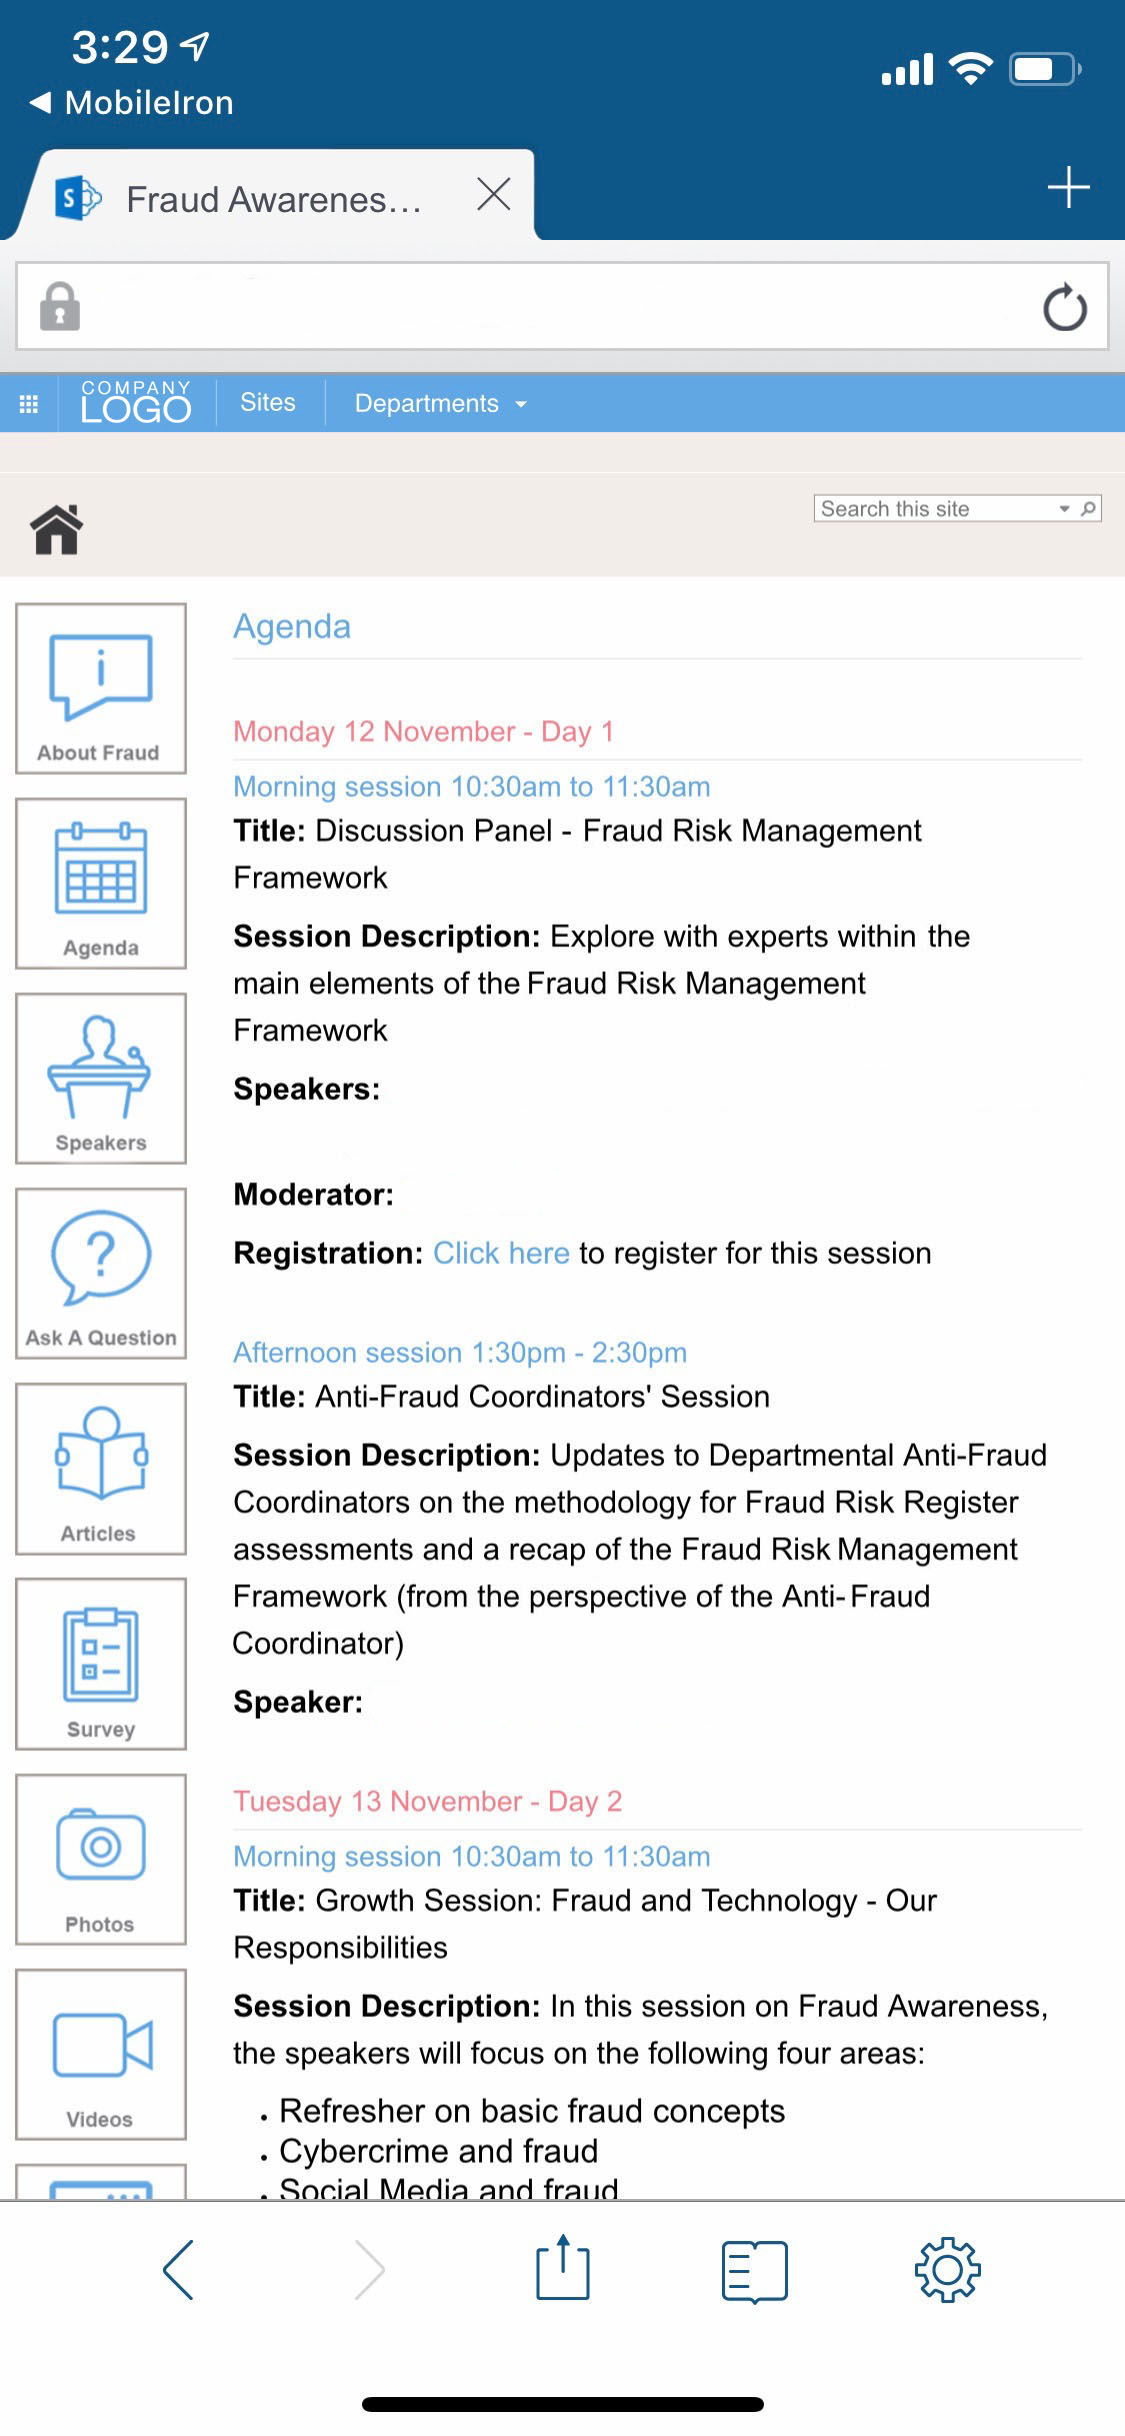 3:29
MobileIron
Fraud Awarenes...
COMPANY
LOGO
Sites
Departments
Search this site
Agenda
Monday 12 November - Day 1
Morning session 10:30am to 11:30am
Title: Discussion Panel - Fraud Risk Management
Framework
Session Description: Explore with experts within the
main elements of the Fraud Risk Management
Framework
Speakers:
Moderator:
Registration: Click here to register for this session
Afternoon session 1:30pm - 2:30pm
Title: Anti-Fraud Coordinators' Session
Session Description: Updates to Departmental Anti-Fraud
Coordinators on the methodology for Fraud Risk Register
assessments and a recap of the Fraud Risk Management
Framework (from the perspective of the Anti-Fraud
Coordinator)
Speaker:
Tuesday 13 November - Day 2
Morning session 10:30am to 11:30am
Title: Growth Session: Fraud and Technology - Our
Responsibilities
Session Description: In this session on Fraud Awareness,
the speakers will focus on the following four areas:
• Refresher on basic fraud concepts
• Cybercrime and fraud
• Social Media and fraud
About Fraud
Agenda
Speakers
Ask A Question
Articles
Survey
Photos
Videos